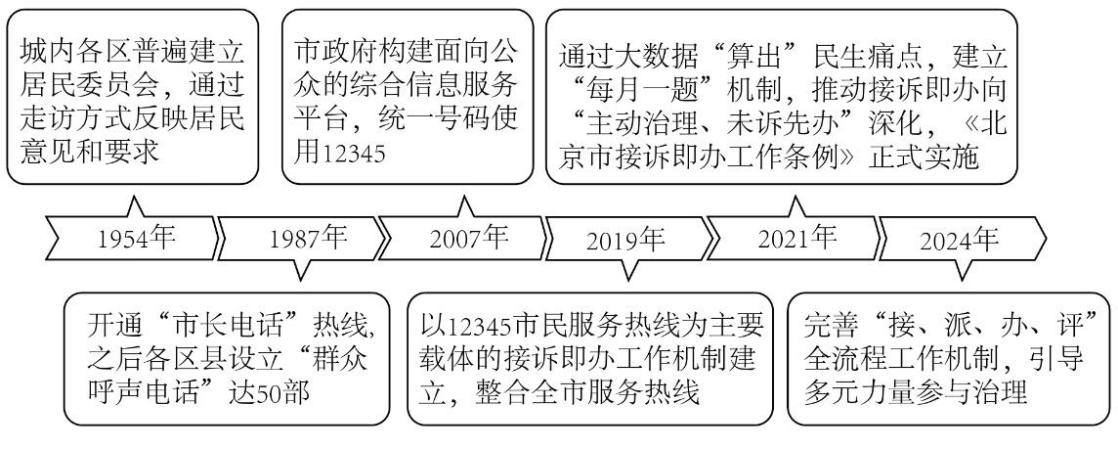 城内各区普遍建立
居民委员会，通过
走访方式反映居民
意见和要求
市政府构建面向公
众的综合信息服务
平台，统一号码使
用12345
通过大数据“算出”民生痛点，建立
“每月一题”机制，推动接诉即办向
“主动治理、未诉先办”深化，《北
京市接诉即办工作条例》正式实施
1954年
1987年
2007年
2019年
2021年
2024年
开通“市长电话”热线,
之后各区县设立“群众
呼声电话”达50部
以12345市民服务热线为主要
载体的接诉即办工作机制建
立，整合全市服务热线
完善“接、派、办、评”
全流程工作机制，引导
多元力量参与治理